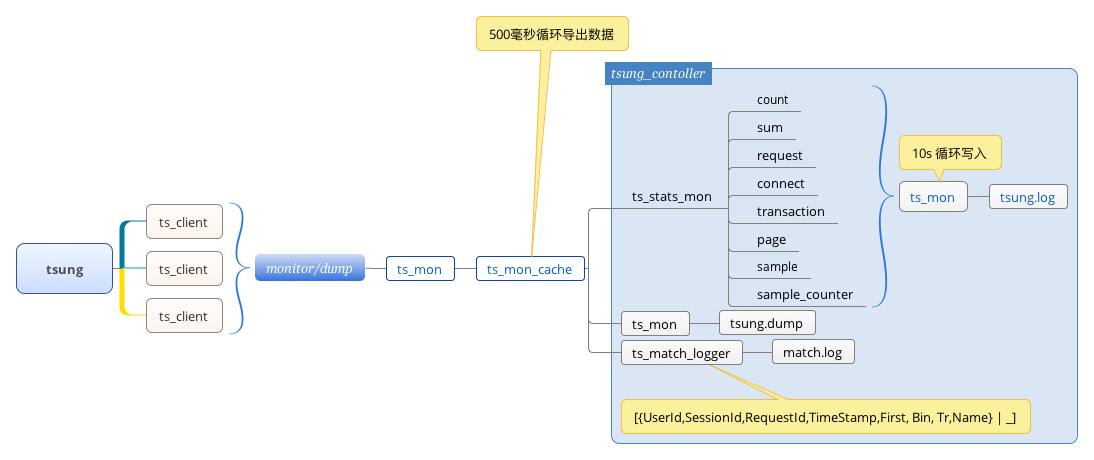 500毫秒循环导出数据
tsung_contoller
count
sum
request
connect
transaction
page
sample
sample_counter
ts_stats_mon
10s 循环写入
ts_mon
tsung.log
tsung
ts_client
ts_client
ts_client
monitor/dump
ts_mon
ts_mon_cache
ts_mon
tsung.dump
ts_match_logger
match.log
[{UserId,SessionId,RequestId,TimeStamp,First, Bin, Tr,Name} | _]